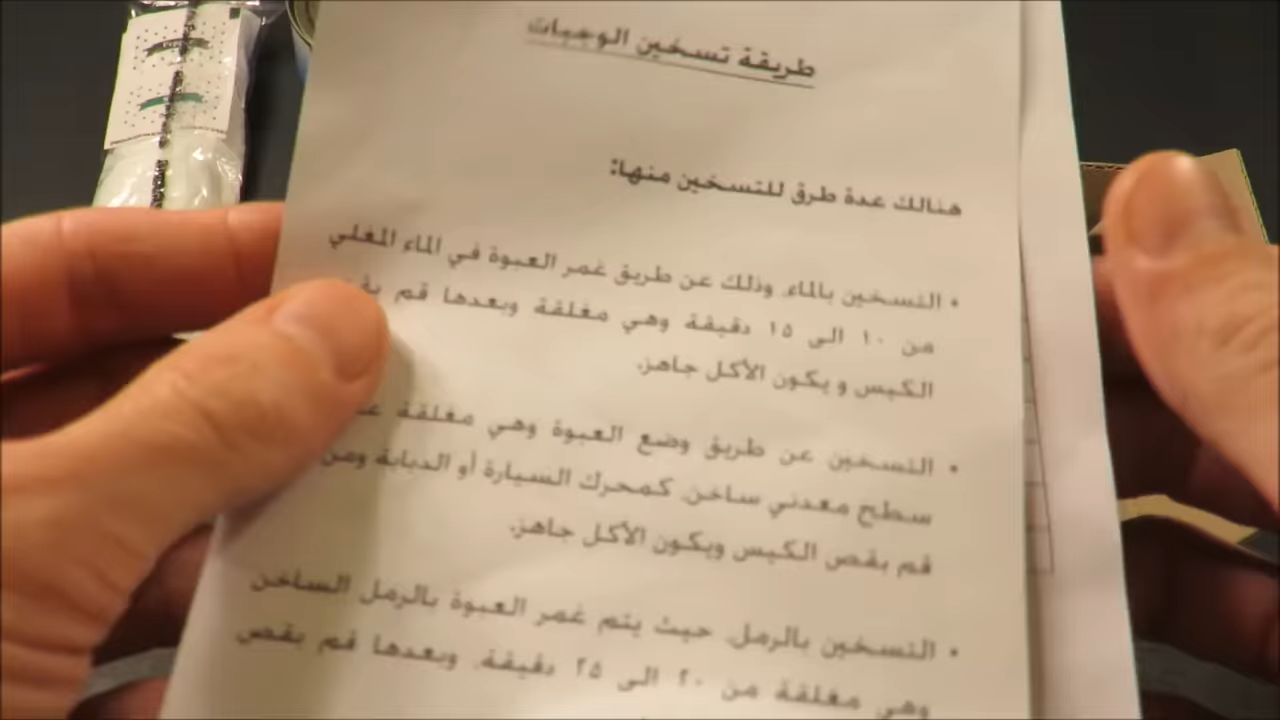 طريقة تسخين الوجبات
هنالك عدة طرق للتسخين منها:
• التسخين بالماء، وذلك عن طريق غمر العبوة في الماء المغلي
من ١٠ الى ١٥ دقيقة وهي مغلقة وبعدها قم
الكيس و يكون الأكل جاهز.
• التسخين عن طريق وضع العبوة وهي مغلقة
سطح معدني ساخن، كمحرك السيارة أو الدبابة ومن
قم بقص الكيس ويكون الأكل جاهز.
• التسخين بالرمل، حيث يتم غمر العبوة بالرمل الساخن
وهي مغلقة من ٢٠ الى ٢٥ دقيقة، وبعدها قم بقص